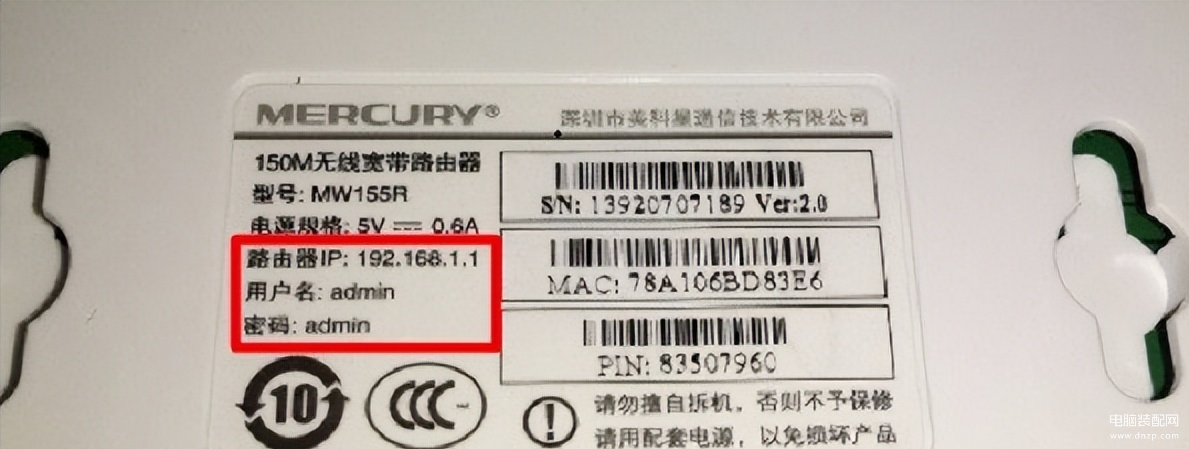 MERCURY®
深圳市美科星通信技术有限公司
150M无线宽带路由器
型号: MW155R
电源规格: 5V⎓0.6A
路由器IP: 192.168.1.1
用户名: admin
密码: admin
S/N: 13920707189 Ver:2.0
MAC: 78A106BD83E6
PIN: 83507960
10
CCC
请勿擅自拆机，否则不予保修
请用配套电源，以免损坏产品
电脑装配网
www.dnzp.com